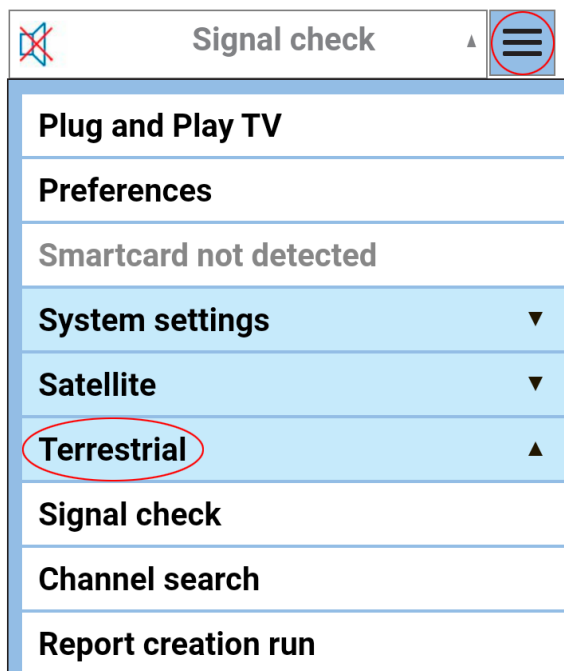 Signal check
Plug and Play TV
Preferences
Smartcard not detected
System settings
Satellite
Terrestrial
Signal check
Channel search
Report creation run